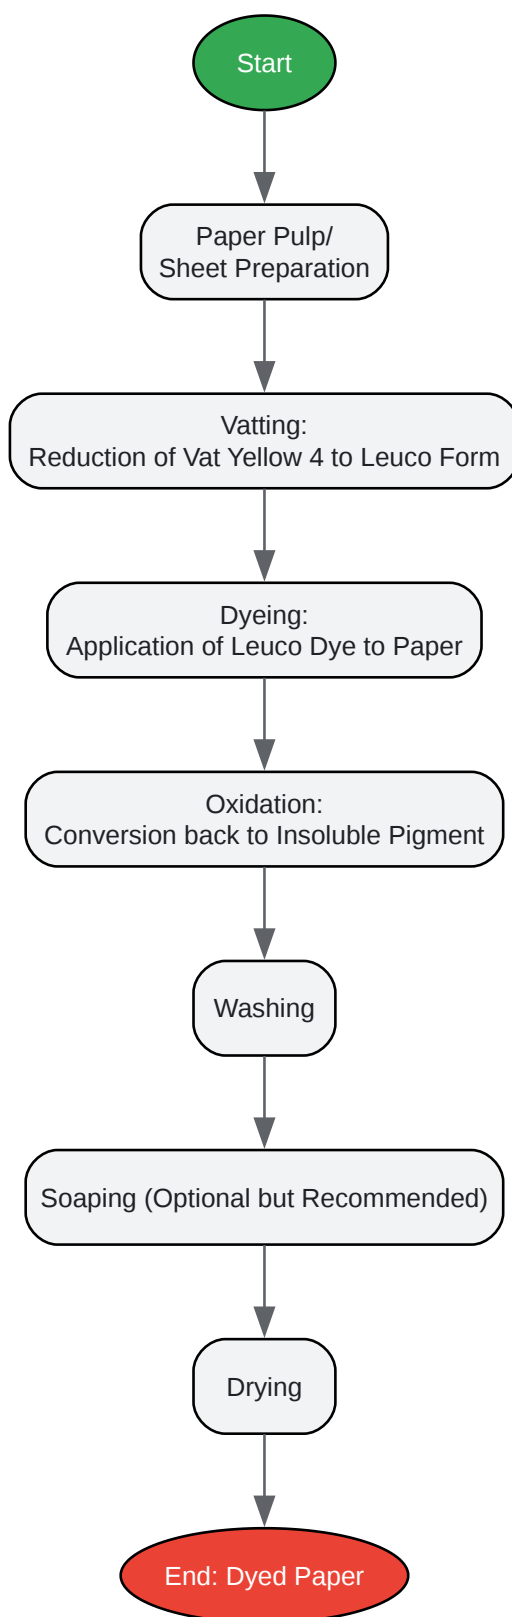 Start
Paper Pulp/
Sheet Preparation
Vatting:
Reduction of Vat Yellow 4 to Leuco Form
Dyeing:
Application of Leuco Dye to Paper
Oxidation:
Conversion back to Insoluble Pigment
Washing
Soaping (Optional but Recommended)
Drying
End: Dyed Paper